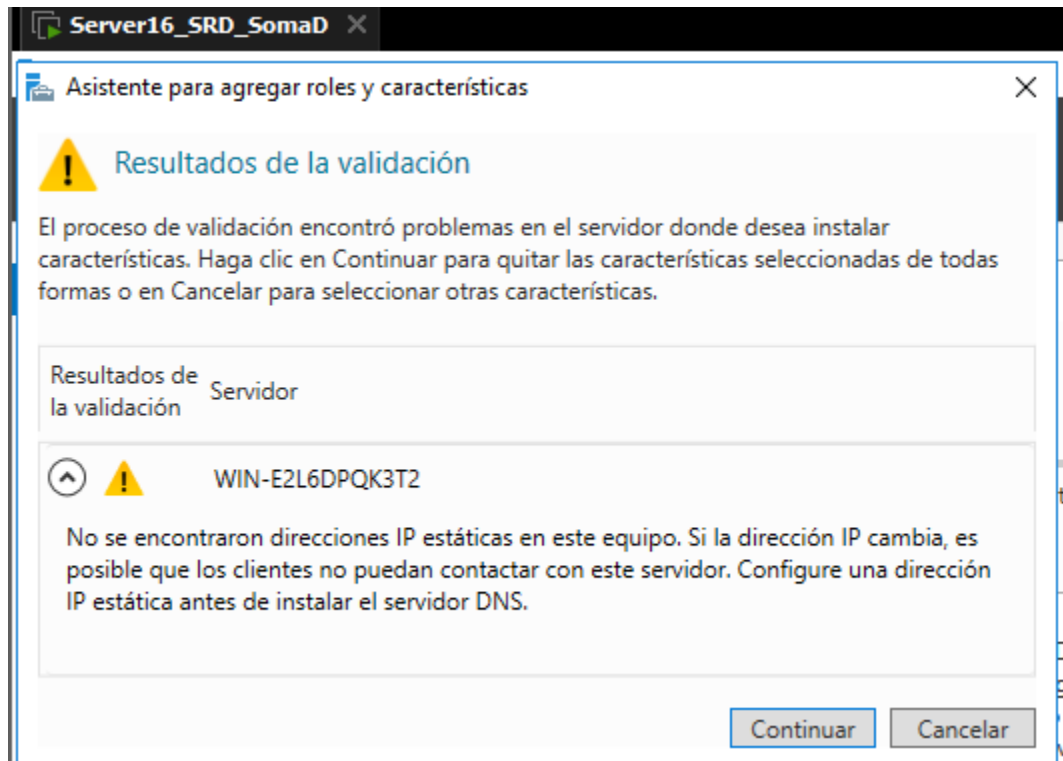 Server16_SRD_SomaD
Asistente para agregar roles y características
Resultados de la validación
El proceso de validación encontró problemas en el servidor donde desea instalar
características. Haga clic en Continuar para quitar las características seleccionadas de todas
formas o en Cancelar para seleccionar otras características.
Resultados de
la validación
Servidor
WIN-E2L6DPQK3T2
No se encontraron direcciones IP estáticas en este equipo. Si la dirección IP cambia, es
posible que los clientes no puedan contactar con este servidor. Configure una dirección
IP estática antes de instalar el servidor DNS.
Continuar
Cancelar